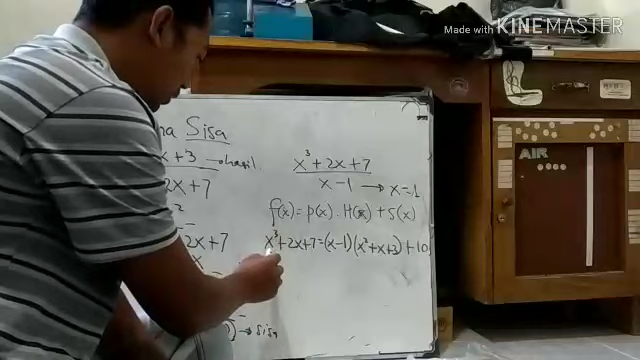 Made with KINEMASTER
Sisa
x + 3 → hasil
2x + 7
2x + 7
→ sisa
x³ + 2x + 7
x - 1 → x = 1
f(x) = p(x) . H(x) + S(x)
x³ + 2x + 7 = (x-1) (x² + x + 3) + 10
AIR